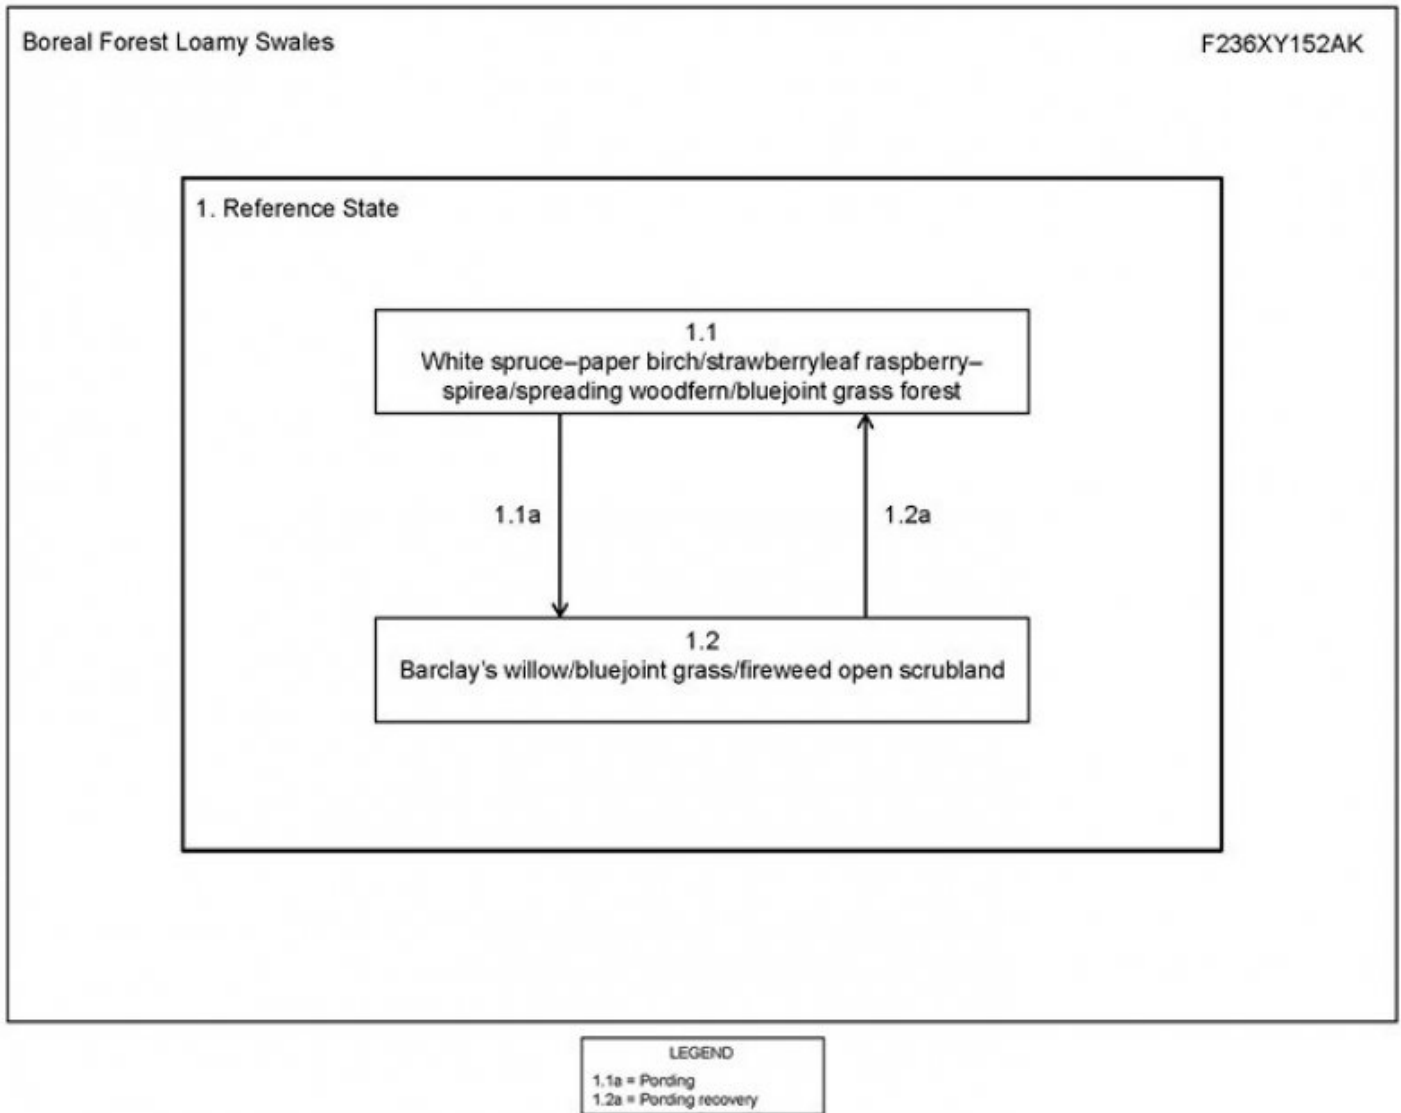 Boreal Forest Loamy Swales
F236XY152AK
1. Reference State
1.1
White spruce–paper birch/strawberryleaf raspberry–
spirea/spreading woodfern/bluejoint grass forest
1.1a
1.2a
1.2
Barclay's willow/bluejoint grass/fireweed open scrubland
LEGEND
1.1a = Ponding
1.2a = Ponding recovery